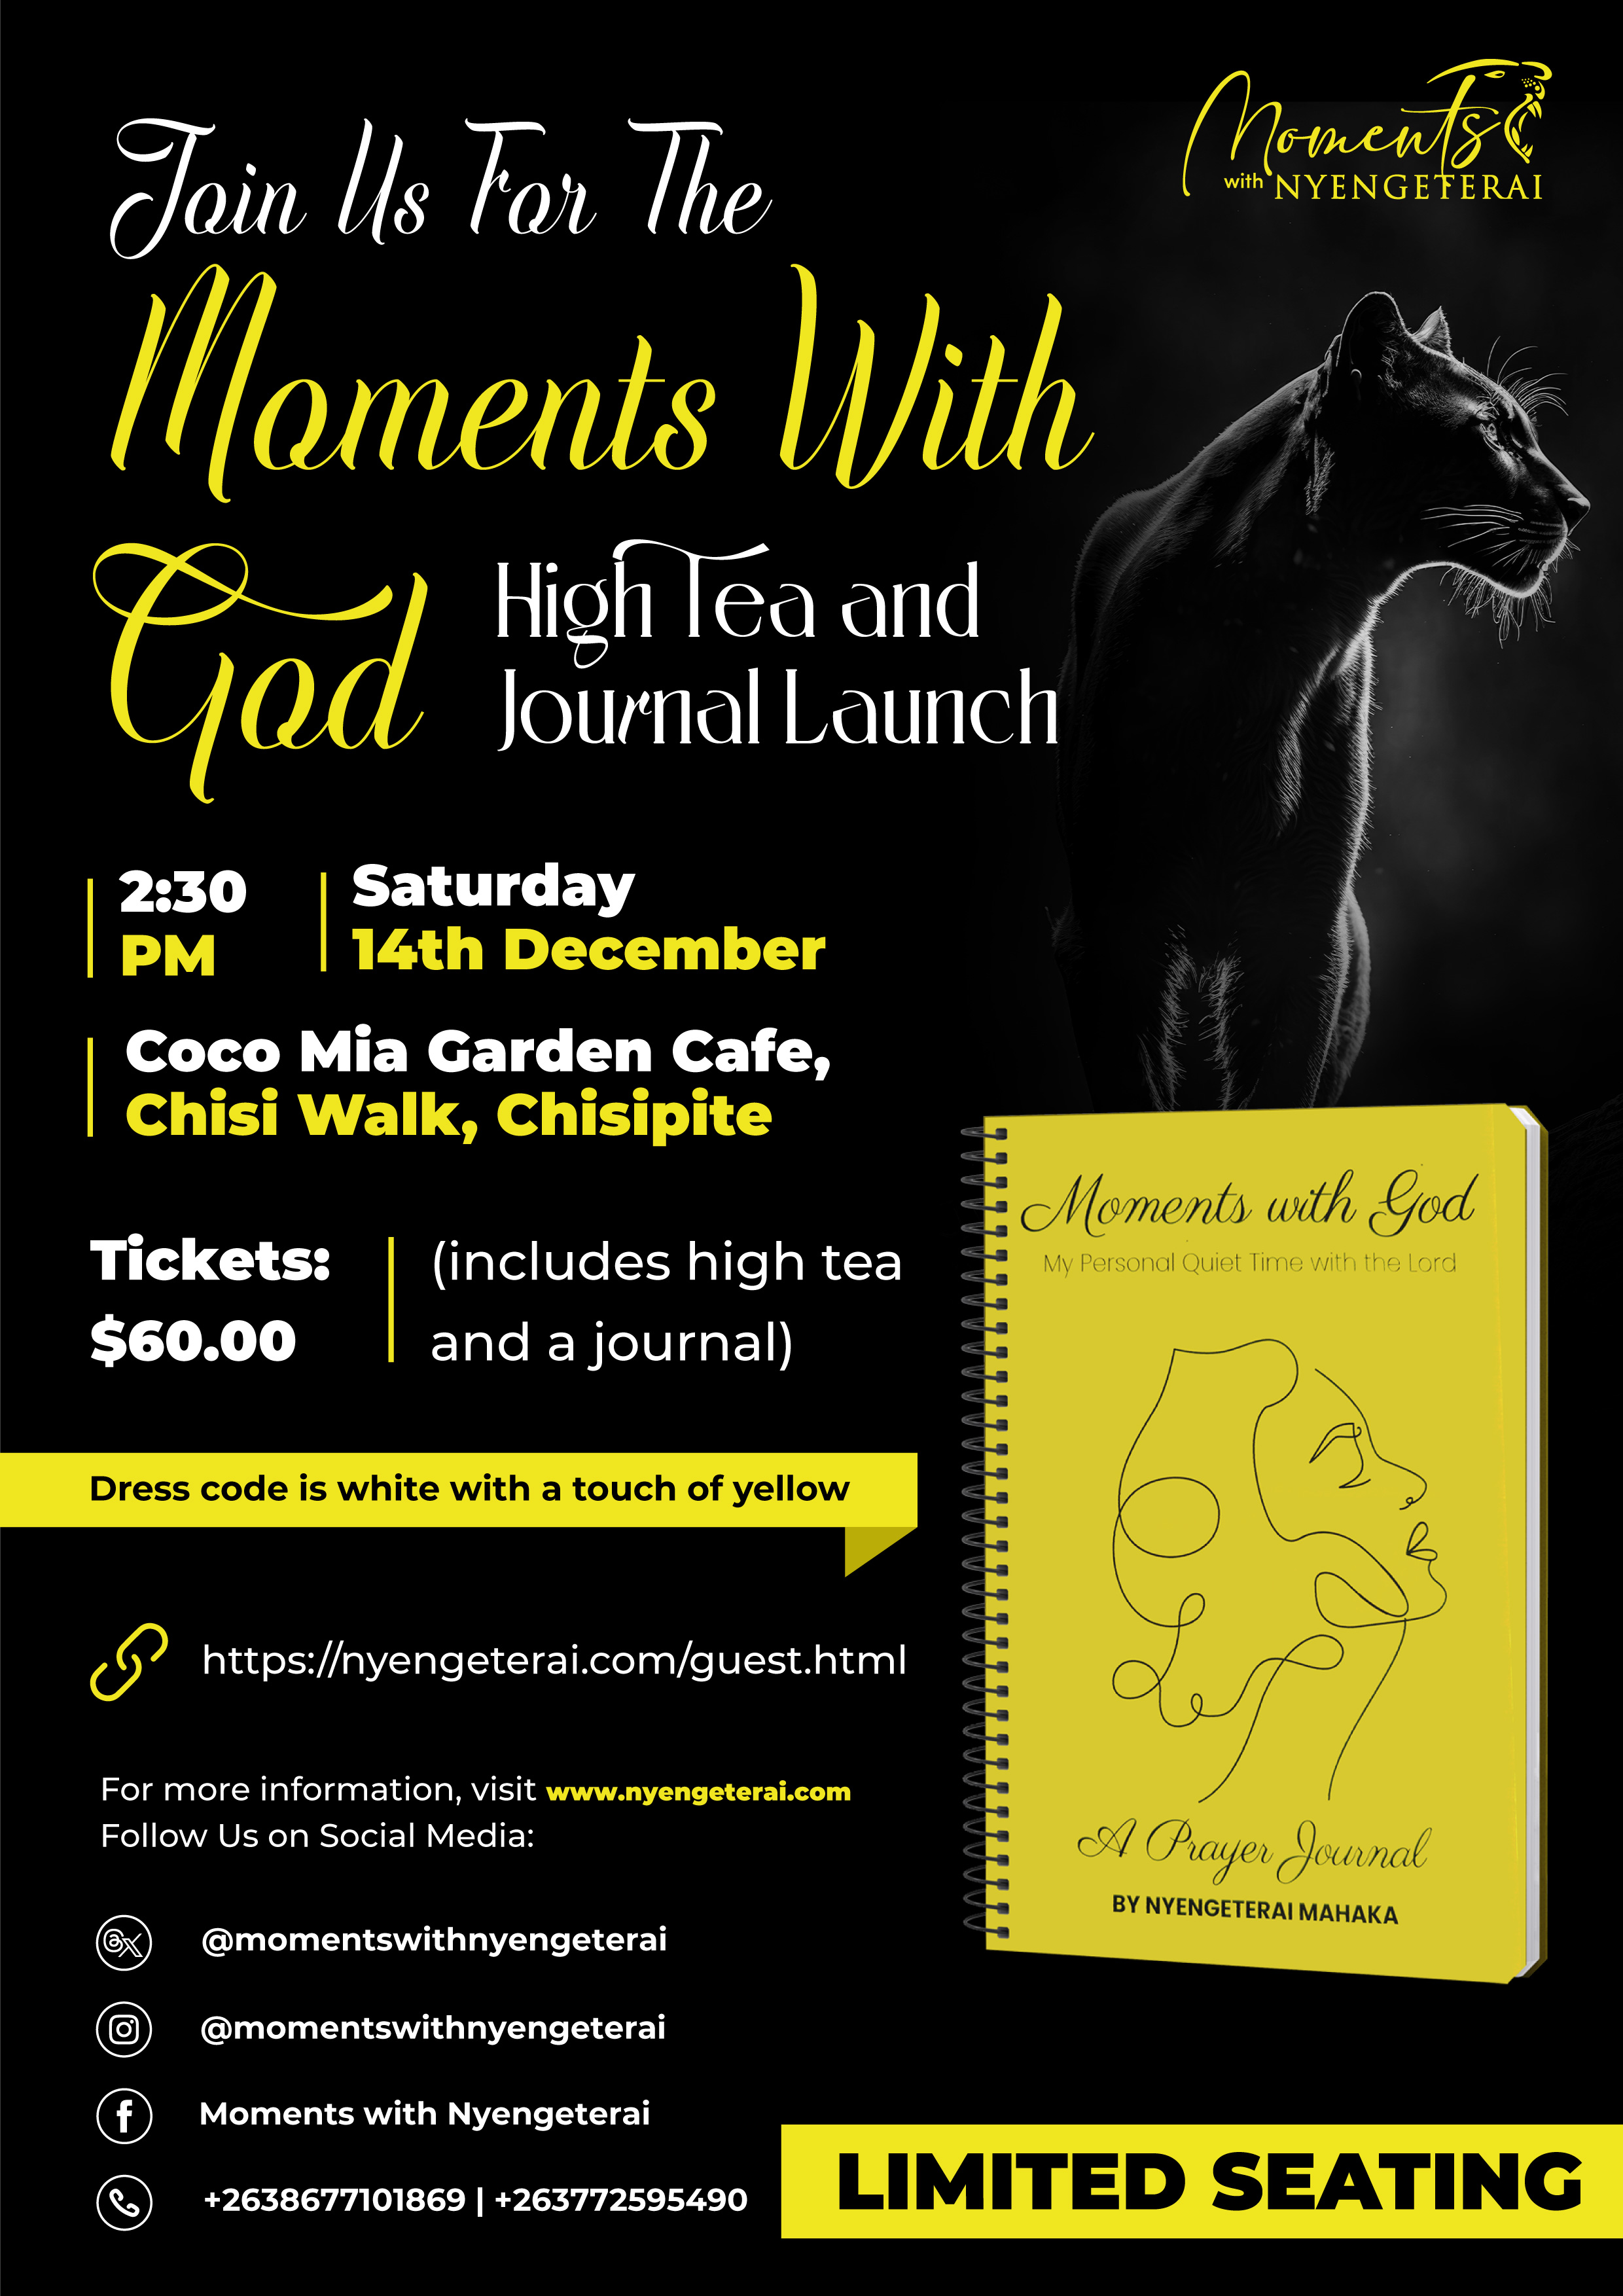 Moments
with NYENGETERAI
Join Us For The
Moments With
God
High Tea and
Journal Launch
2:30
PM
Saturday
14th December
Coco Mia Garden Cafe,
Chisi Walk, Chisipite
Tickets:
$60.00
(includes high tea
and a journal)
Dress code is white with a touch of yellow
https://nyengeterai.com/guest.html
For more information, visit www.nyengeterai.com
Follow Us on Social Media:
@momentswithnyengeterai
@momentswithnyengeterai
Moments with Nyengeterai
+2638677101869 | +263772595490
Moments with God
My Personal Quiet Time with the Lord
A Prayer Journal
BY NYENGETERAI MAHAKA
LIMITED SEATING